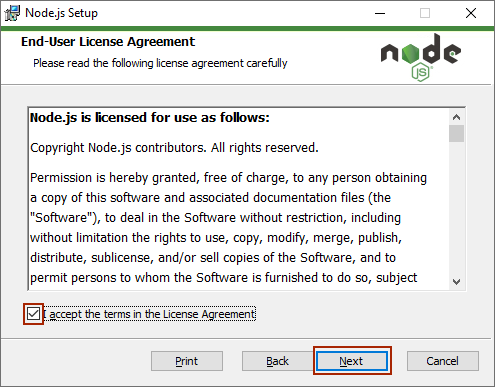 Node.js Setup
End-User License Agreement
Please read the following license agreement carefully
node
JS
Node.js is licensed for use as follows:
Copyright Node.js contributors. All rights reserved.
Permission is hereby granted, free of charge, to any person obtaining
a copy of this software and associated documentation files (the
"Software"), to deal in the Software without restriction, including
without limitation the rights to use, copy, modify, merge, publish,
distribute, sublicense, and/or sell copies of the Software, and to
permit persons to whom the Software is furnished to do so, subject
I accept the terms in the License Agreement
Print
Back
Next
Cancel